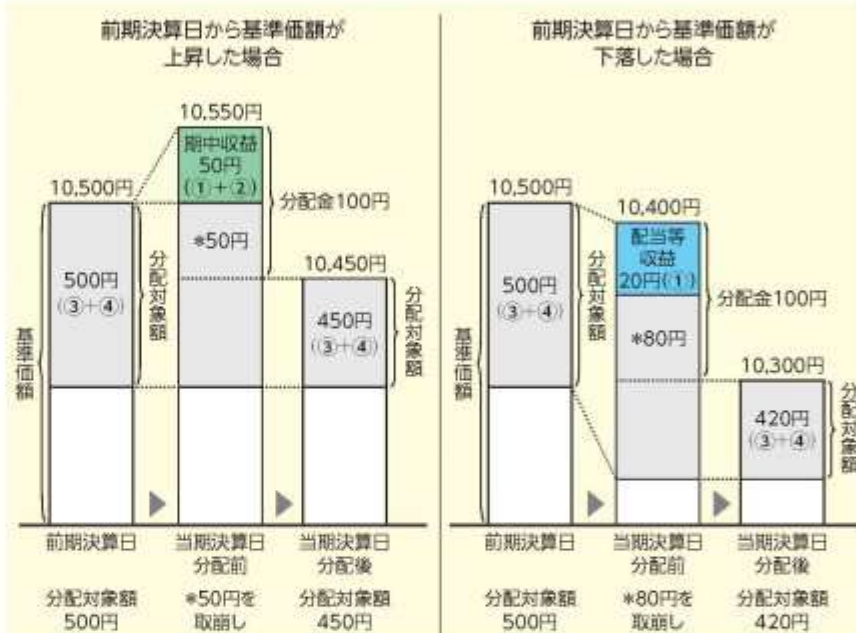 前期決算日から基準価額が
上昇した場合
10,550円
期中収益
50円
(①+②)
10,500円
分配金100円
*50円
10,450円
500円
(③+④)
分配対象額
450円
(③+④)
分配対象額
基準価額
前期決算日
当期決算日
分配前
当期決算日
分配後
分配対象額
500円
*50円を
取崩し
分配対象額
450円
前期決算日から基準価額が
下落した場合
10,500円
10,400円
配当等
収益
20円(①)
500円
(③+④)
分配対象額
分配金100円
*80円
10,300円
420円
(③+④)
分配対象額
基準価額
前期決算日
当期決算日
分配前
当期決算日
分配後
分配対象額
500円
*80円を
取崩し
分配対象額
420円